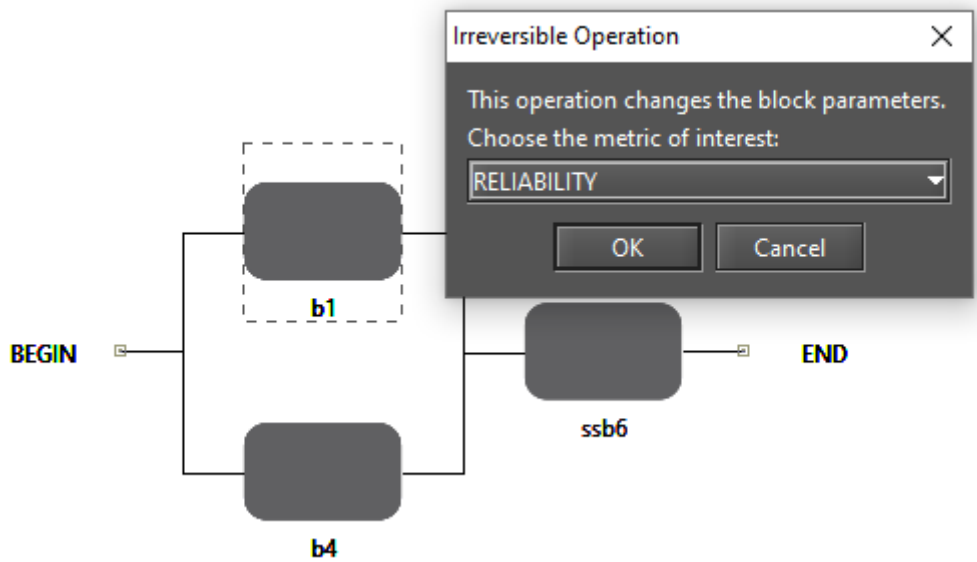 Irreversible Operation
This operation changes the block parameters.
Choose the metric of interest:
RELIABILITY
OK Cancel
b1
BEGIN
END
ssb6
b4